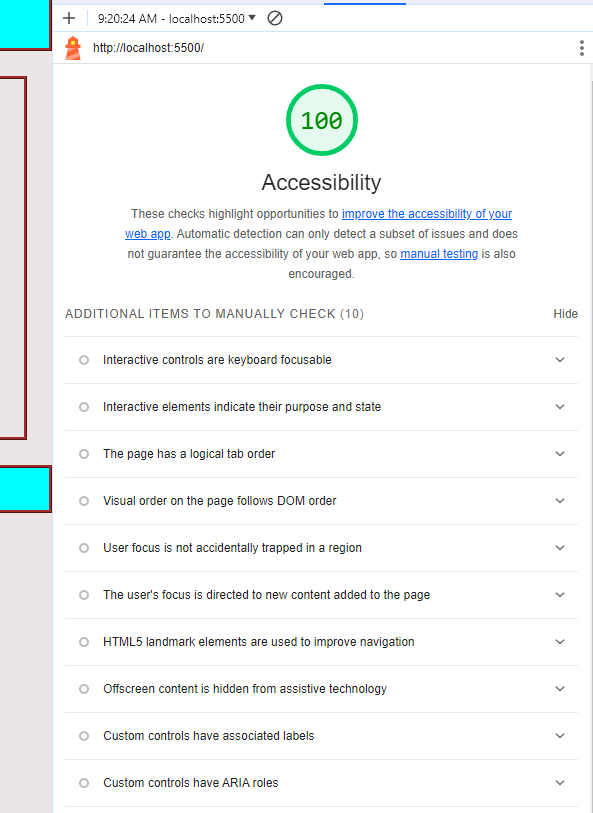 9:20:24 AM - localhost:5500
http://localhost:5500/
100
Accessibility
These checks highlight opportunities to improve the accessibility of your
web app. Automatic detection can only detect a subset of issues and does
not guarantee the accessibility of your web app, so manual testing is also
encouraged.
ADDITIONAL ITEMS TO MANUALLY CHECK (10) Hide
Interactive controls are keyboard focusable
Interactive elements indicate their purpose and state
The page has a logical tab order
Visual order on the page follows DOM order
User focus is not accidentally trapped in a region
The user's focus is directed to new content added to the page
HTML5 landmark elements are used to improve navigation
Offscreen content is hidden from assistive technology
Custom controls have associated labels
Custom controls have ARIA roles